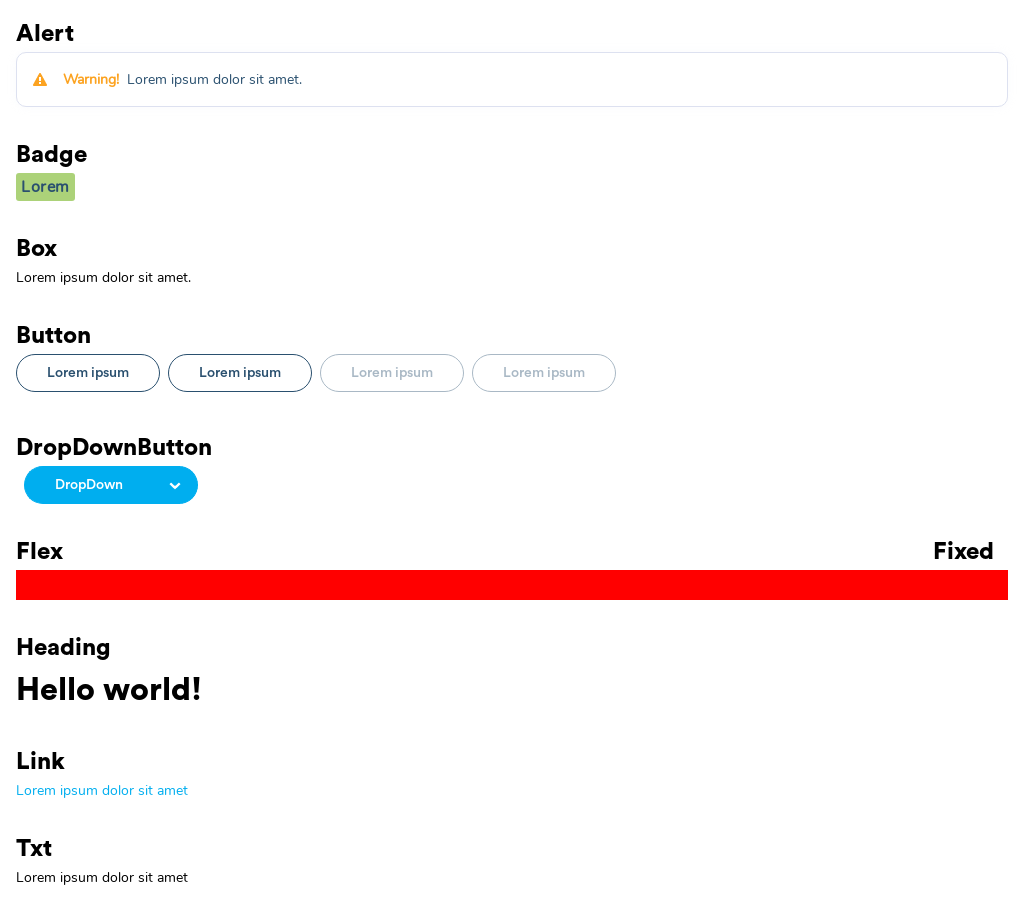 Alert
Warning! Lorem ipsum dolor sit amet.
Badge
Lorem
Box
Lorem ipsum dolor sit amet.
Button
Lorem ipsum Lorem ipsum Lorem ipsum Lorem ipsum
DropDownButton
DropDown
Flex Fixed
Heading
Hello world!
Link
Lorem ipsum dolor sit amet
Txt
Lorem ipsum dolor sit amet